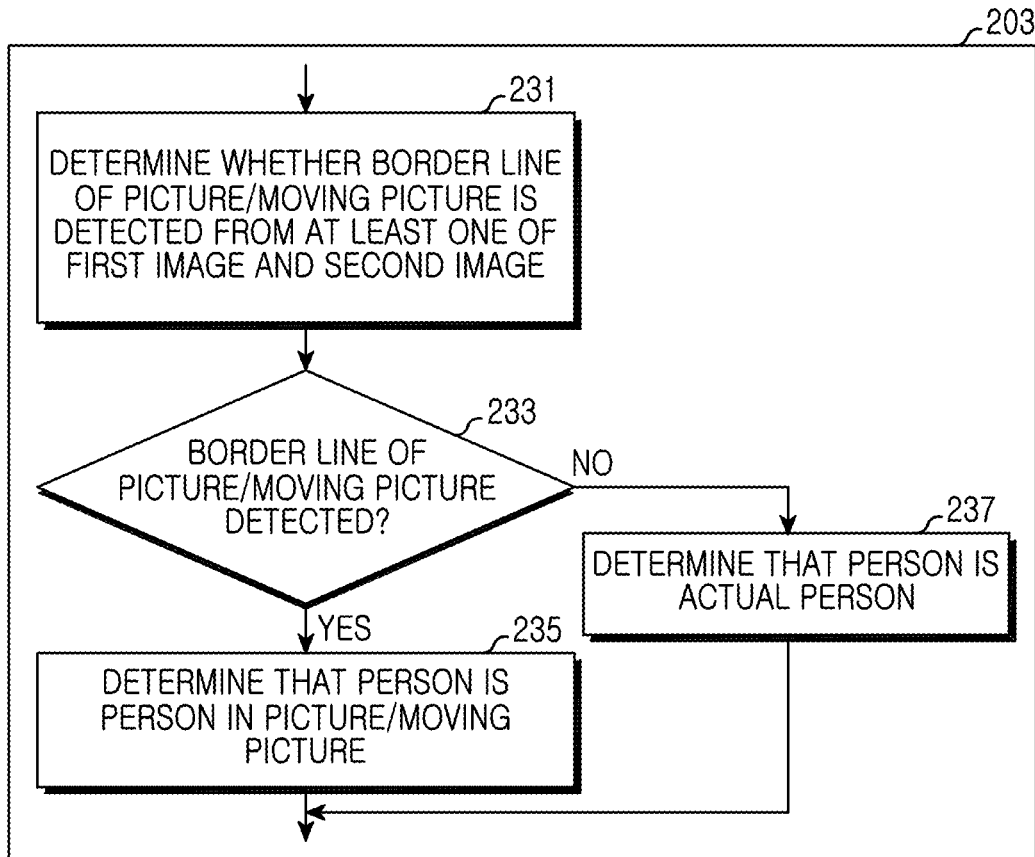 203
231
DETERMINE WHETHER BORDER LINE
OF PICTURE/MOVING PICTURE IS
DETECTED FROM AT LEAST ONE OF
FIRST IMAGE AND SECOND IMAGE
233
BORDER LINE OF
PICTURE/MOVING PICTURE
DETECTED?
NO
237
DETERMINE THAT PERSON IS
ACTUAL PERSON
YES
235
DETERMINE THAT PERSON IS
PERSON IN PICTURE/MOVING
PICTURE